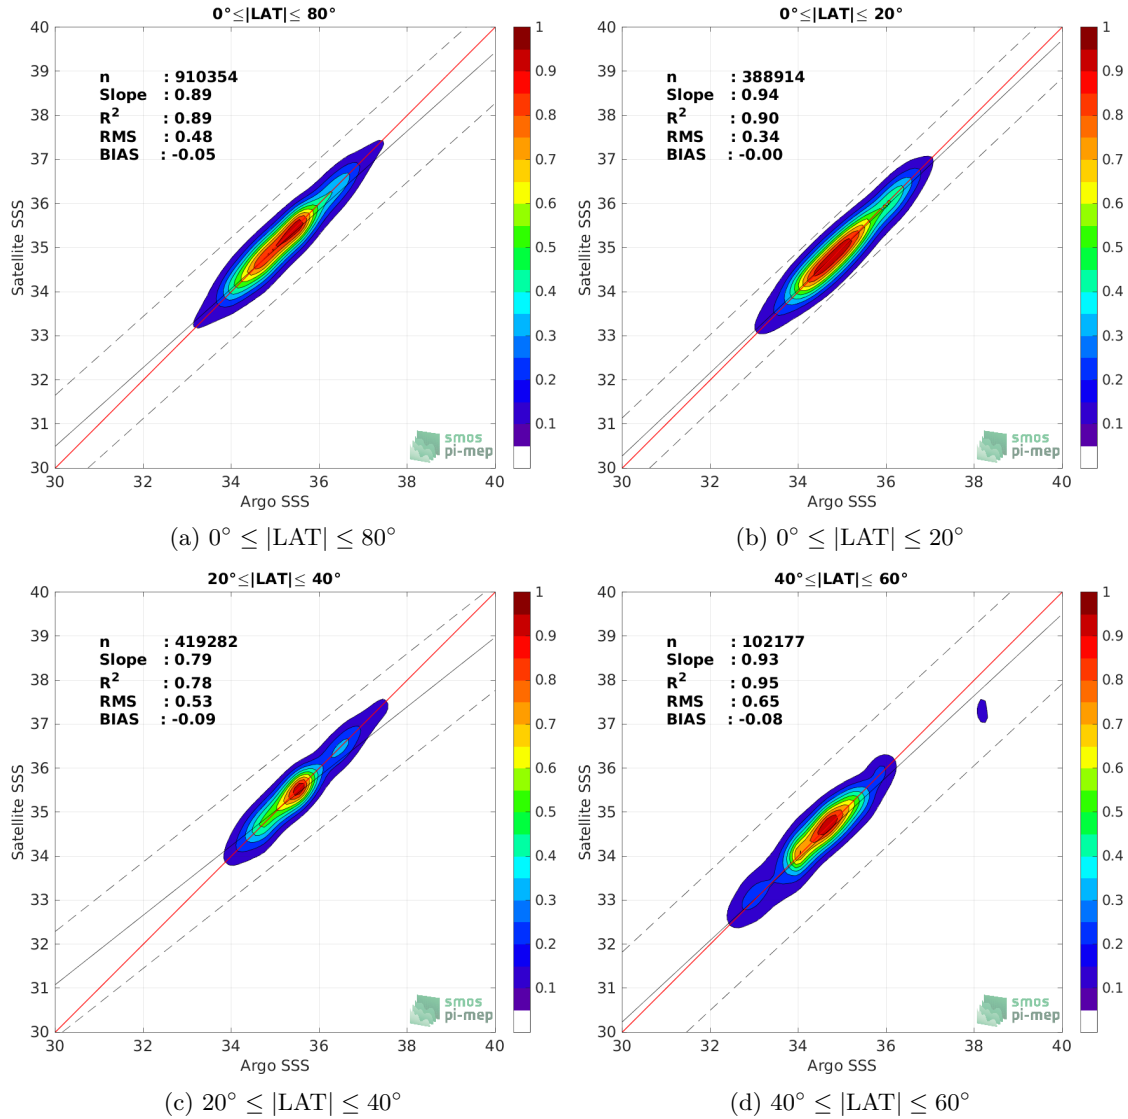 0°≤|LAT|≤ 80°
40
39
38
37
36
35
34
33
32
31
30
Satellite SSS
n : 910354
Slope : 0.89
R² : 0.89
RMS : 0.48
BIAS : -0.05
smos
pi-mep
30 32 34 36 38 40
Argo SSS
1
0.9
0.8
0.7
0.6
0.5
0.4
0.3
0.2
0.1
(a) 0° ≤ |LAT| ≤ 80°
0°≤|LAT|≤ 20°
40
39
38
37
36
35
34
33
32
31
30
Satellite SSS
n : 388914
Slope : 0.94
R² : 0.90
RMS : 0.34
BIAS : -0.00
smos
pi-mep
30 32 34 36 38 40
Argo SSS
1
0.9
0.8
0.7
0.6
0.5
0.4
0.3
0.2
0.1
(b) 0° ≤ |LAT| ≤ 20°
20°≤|LAT|≤ 40°
40
39
38
37
36
35
34
33
32
31
30
Satellite SSS
n : 419282
Slope : 0.79
R² : 0.78
RMS : 0.53
BIAS : -0.09
smos
pi-mep
30 32 34 36 38 40
Argo SSS
1
0.9
0.8
0.7
0.6
0.5
0.4
0.3
0.2
0.1
(c) 20° ≤ |LAT| ≤ 40°
40°≤|LAT|≤ 60°
40
39
38
37
36
35
34
33
32
31
30
Satellite SSS
n : 102177
Slope : 0.93
R² : 0.95
RMS : 0.65
BIAS : -0.08
smos
pi-mep
30 32 34 36 38 40
Argo SSS
1
0.9
0.8
0.7
0.6
0.5
0.4
0.3
0.2
0.1
(d) 40° ≤ |LAT| ≤ 60°